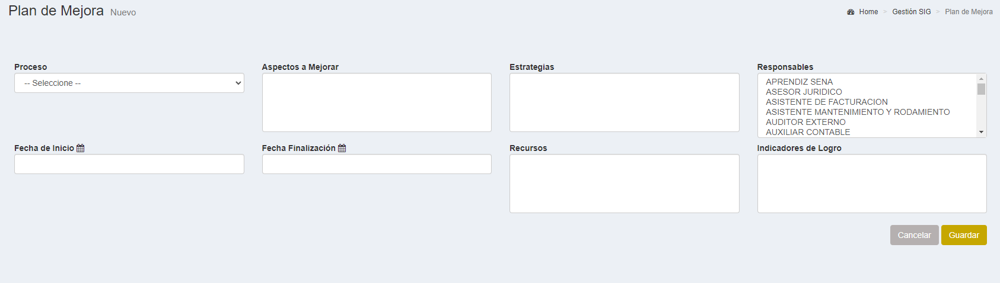 Plan de Mejora Nuevo
Home > Gestión SIG > Plan de Mejora
Proceso
-- Seleccione --
Aspectos a Mejorar
Estrategias
Responsables
APRENDIZ SENA
ASESOR JURIDICO
ASISTENTE DE FACTURACION
ASISTENTE MANTENIMIENTO Y RODAMIENTO
AUDITOR EXTERNO
AUXILIAR CONTABLE
Fecha de Inicio
Fecha Finalización
Recursos
Indicadores de Logro
Cancelar
Guardar